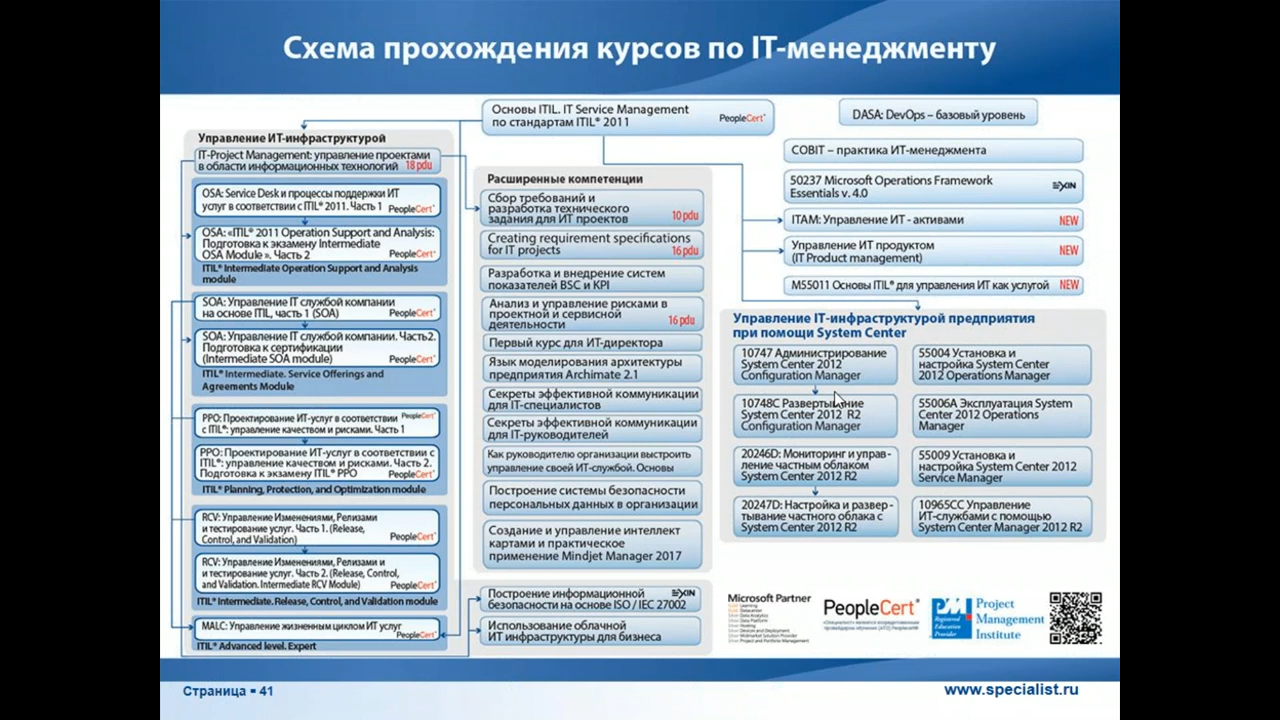 Схема прохождения курсов по IT-менеджменту
Основы ITIL. IT Service Management
по стандартам ITIL® 2011
PeopleCert
DASA: DevOps – базовый уровень
COBIT – практика ИТ-менеджмента
50237 Microsoft Operations Framework
Essentials v. 4.0
EXIN
ITAM: Управление ИТ - активами
NEW
Управление ИТ продуктом
(IT Product management)
NEW
M55011 Основы ITIL® для управления ИТ как услугой
NEW
Управление ИТ-инфраструктурой
IT-Project Management: управление проектами
в области информационных технологий
18 pdu
OSA: Service Desk и процессы поддержки ИТ
услуг в соответствии с ITIL® 2011. Часть 1
PeopleCert
OSA: «ITIL® 2011 Operation Support and Analysis:
Подготовка к экзамену Intermediate
OSA Module ». Часть 2
PeopleCert
ITIL® Intermediate Operation Support and Analysis
module
SOA: Управление IT службой компании
на основе ITIL, часть 1 (SOA)
PeopleCert
SOA: Управление IT службой компании. Часть2.
Подготовка к сертификации
(Intermediate SOA module)
PeopleCert
ITIL® Intermediate. Service Offerings and
Agreements Module
PPO: Проектирование ИТ-услуг в соответствии
с ITIL®: управление качеством и рисками. Часть 1
PeopleCert
PPO: Проектирование ИТ-услуг в соответствии с
ITIL®: управление качеством и рисками. Часть 2.
Подготовка к экзамену ITIL® PPO
PeopleCert
ITIL® Planning, Protection, and Optimization module
RCV: Управление Изменениями, Релизами
и тестирование услуг. Часть 1. (Release,
Control, and Validation)
PeopleCert
RCV: Управление Изменениями, Релизами и
и тестирование услуг. Часть 2. (Release, Control,
and Validation. Intermediate RCV Module)
PeopleCert
ITIL® Intermediate. Release, Control, and Validation module
MALC: Управление жизненным циклом ИТ услуг
PeopleCert
ITIL® Advanced level. Expert
Расширенные компетенции
Сбор требований и
разработка технического
задания для ИТ проектов
10 pdu
Creating requirement specifications
for IT projects
16 pdu
Разработка и внедрение систем
показателей BSC и KPI
Анализ и управление рисками в
проектной и сервисной
деятельности
16 pdu
Первый курс для ИТ-директора
Язык моделирования архитектуры
предприятия Archimate 2.1
Секреты эффективной коммуникации
для IT-специалистов
Секреты эффективной коммуникации
для IT-руководителей
Как руководителю организации выстроить
управление своей ИТ-службой. Основы
Построение системы безопасности
персональных данных в организации
Создание и управление интеллект
картами и практическое
применение Mindjet Manager 2017
Построение информационной
безопасности на основе ISO / IEC 27002
EXIN
Использование облачной
ИТ инфраструктуры для бизнеса
Управление IT-инфраструктурой предприятия
при помощи System Center
10747 Администрирование
System Center 2012
Configuration Manager
10748C Развертывание
System Center 2012 R2
Configuration Manager
20246D: Мониторинг и управ-
ление частным облаком
System Center 2012 R2
20247D: Настройка и развер-
тывание частного облака с
System Center 2012 R2
55004 Установка и
настройка System Center
2012 Operations Manager
55006A Эксплуатация System
Center 2012 Operations
Manager
55009 Установка и
настройка System Center 2012
Service Manager
10965CC Управление
ИТ-службами с помощью
System Center Manager 2012 R2
Microsoft Partner
PeopleCert
PMI
Registered
Education
Provider
Project
Management
Institute
Страница ▪ 41
www.specialist.ru